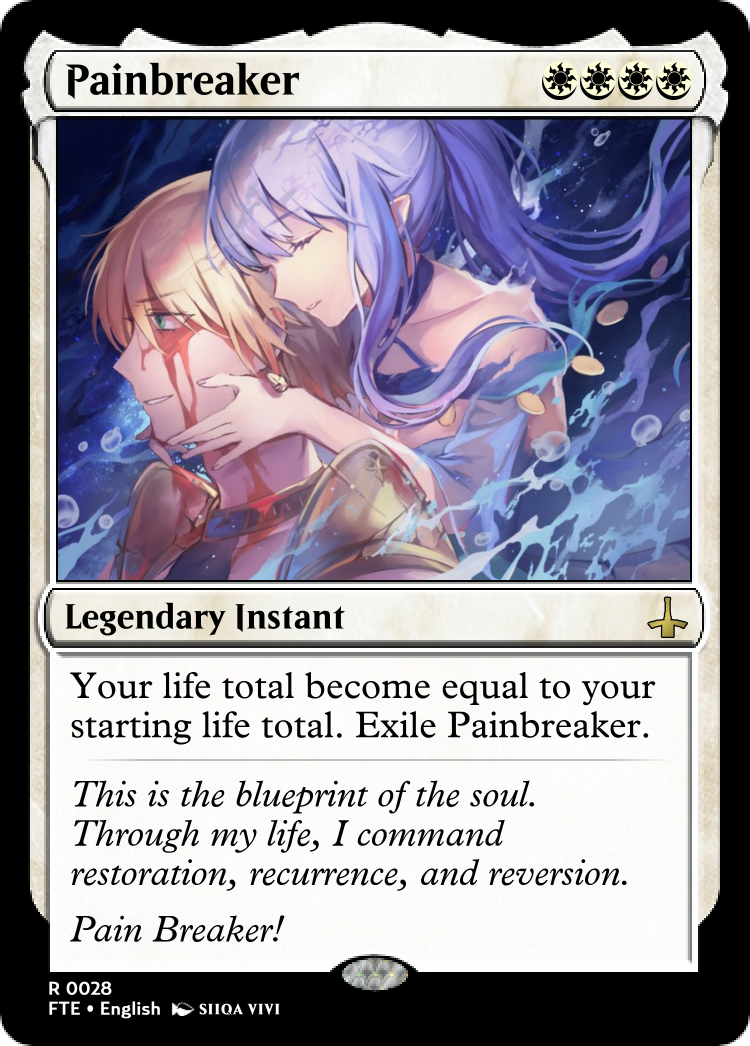 Painbreaker
Legendary Instant
Your life total become equal to your
starting life total. Exile Painbreaker.
This is the blueprint of the soul.
Through my life, I command
restoration, recurrence, and reversion.
Pain Breaker!
R 0028
FTE • English SIIQA VIVI